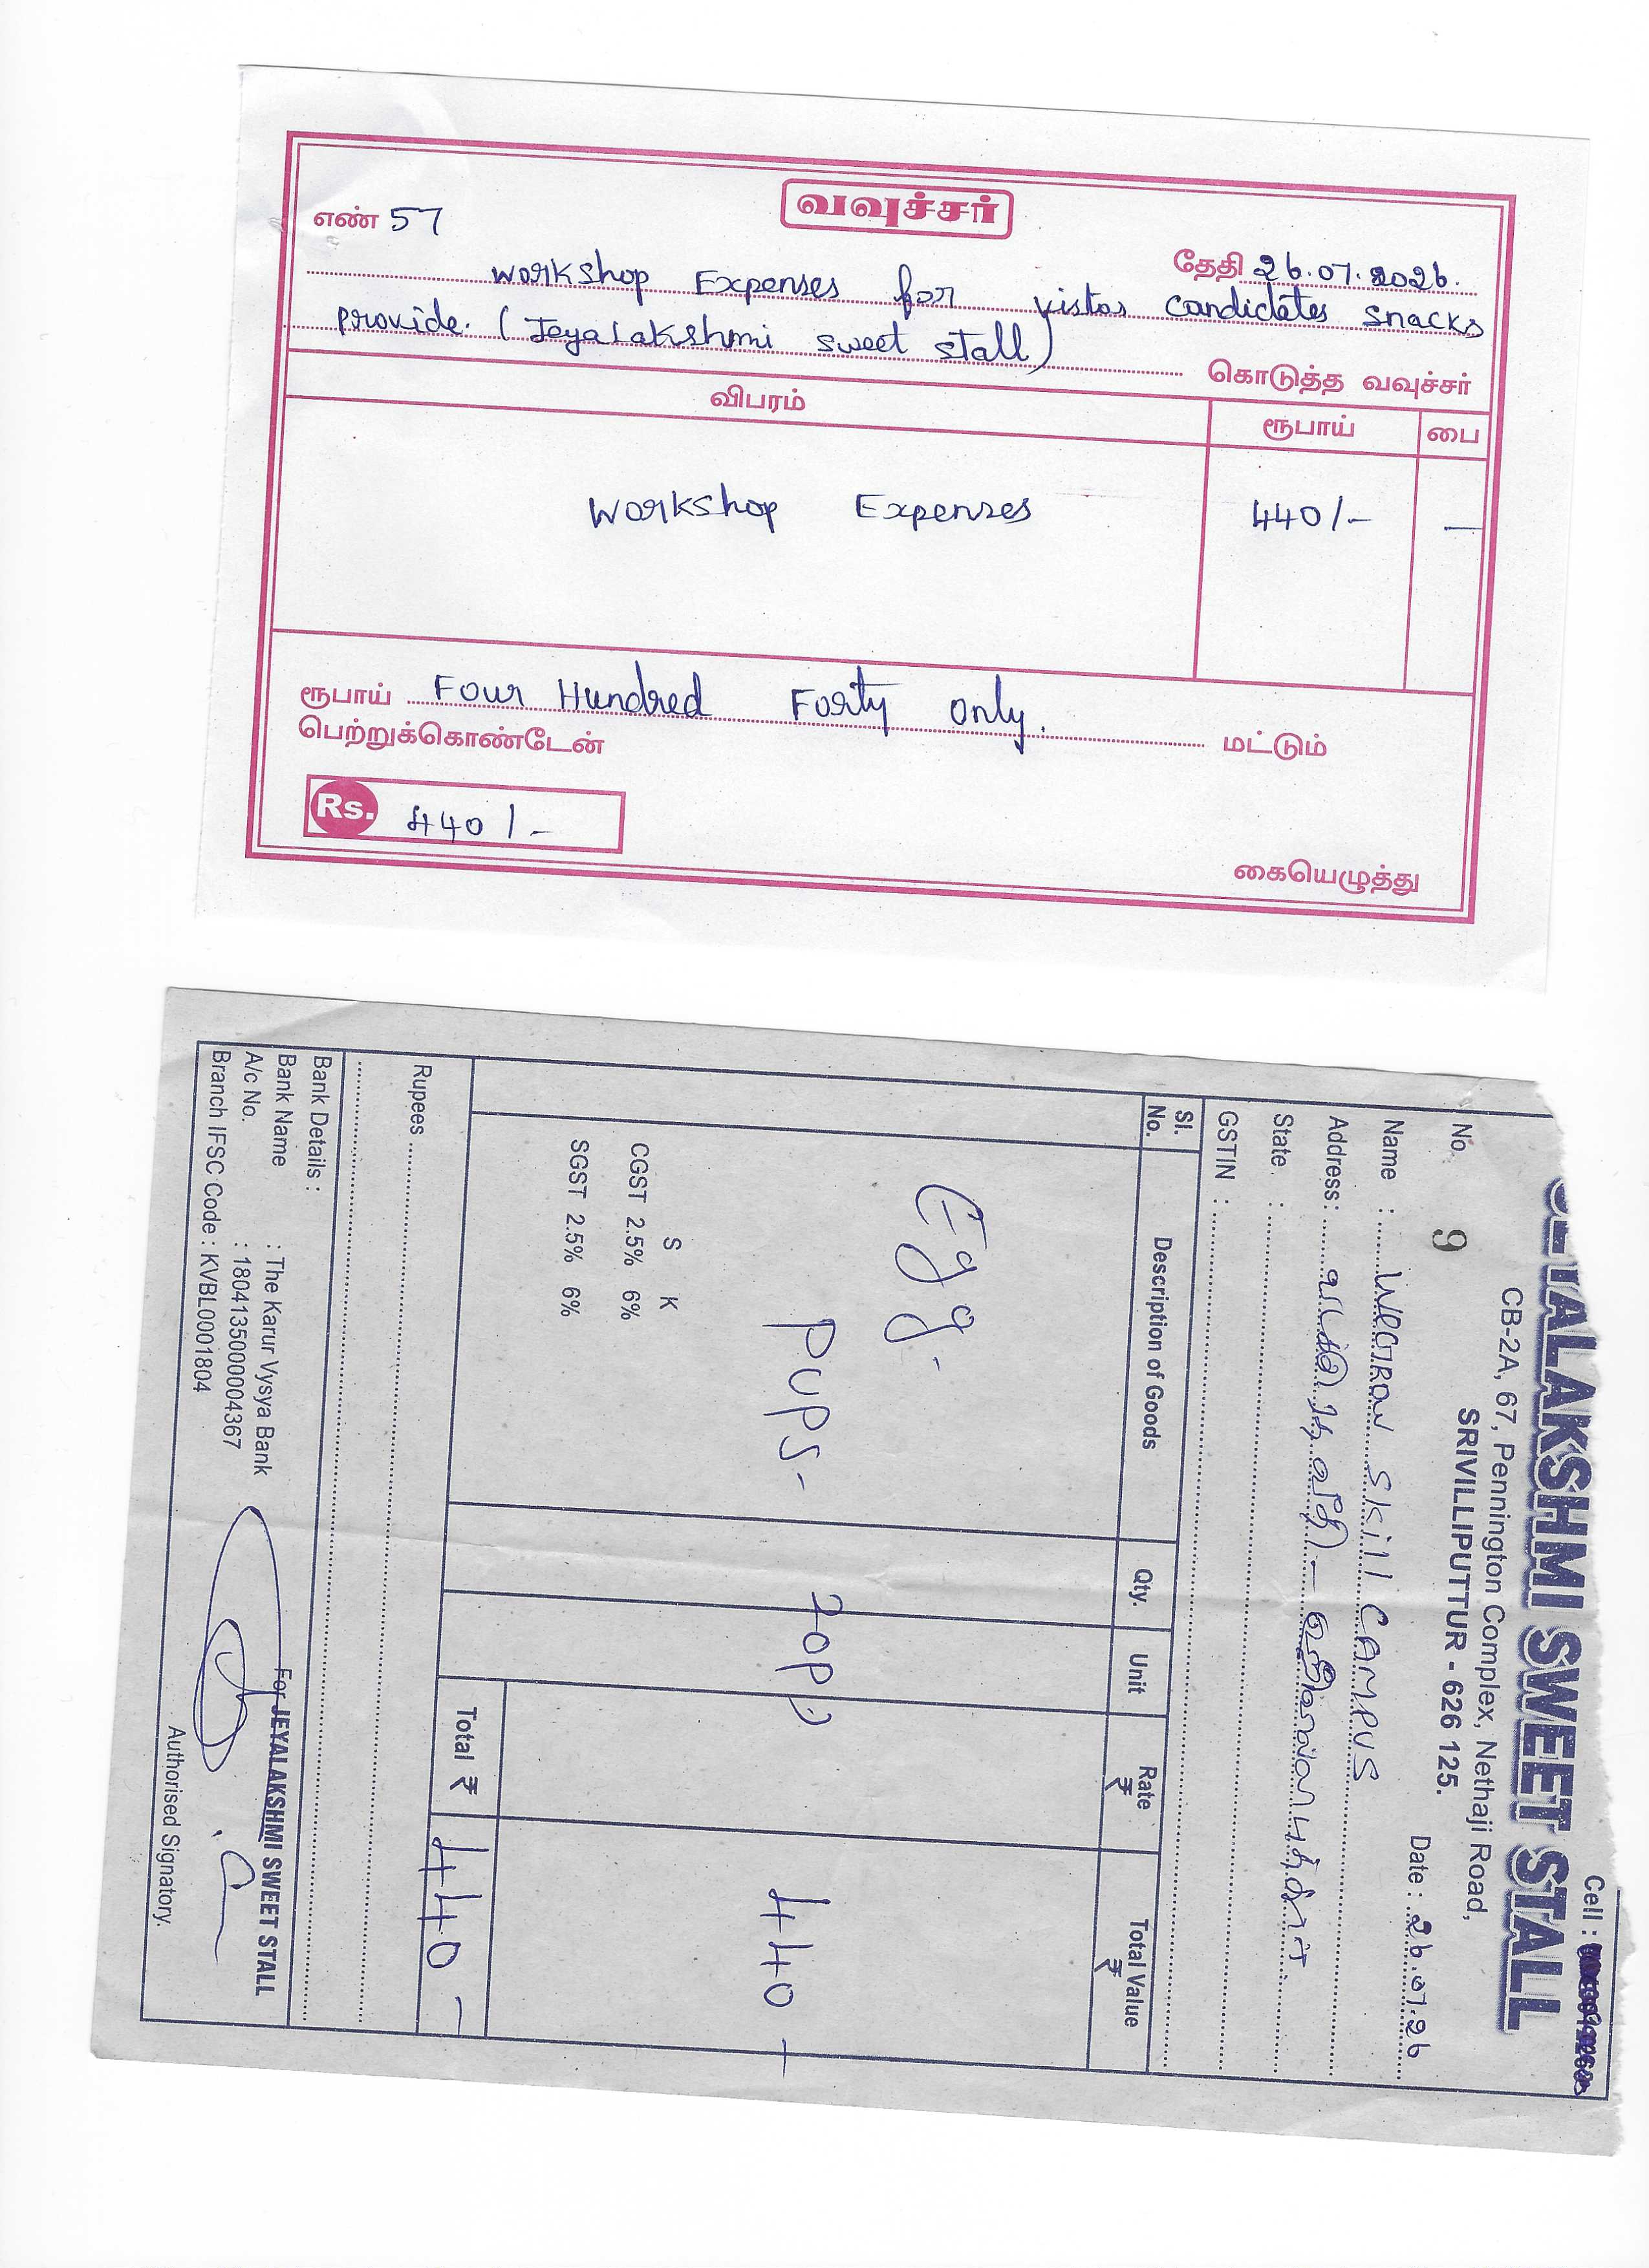 வவுச்சர்
எண் 57
தேதி 26.07.2026.
Workshop Expenses for vistos candidates snacks
provide. (Jeyalakshmi sweet stall)
கொடுத்த வவுச்சர்
விபரம் ரூபாய் பை
Workshop Expenses 440/- —
ரூபாய் Four Hundred Forty only. மட்டும்
பெற்றுக்கொண்டேன்
Rs. 440/-
கையெழுத்து
Cell :
JEYALAKSHMI SWEET STALL
CB-2A, 67, Pennington Complex, Nethaji Road,
SRIVILLIPUTTUR - 626 125.
No. 9 Date : 26.07.26
Name : Skill CAMPUS
Address:
State :
GSTIN :
Sl. No. Description of Goods Qty. Unit Rate ₹ Total Value ₹
Egg-
PUPS- 440 -
S K
CGST 2.5% 6%
SGST 2.5% 6%
Total ₹ 440 -
Rupees
Bank Details :
Bank Name : The Karur Vysya Bank
A/c No. : 1804135000004367
Branch IFSC Code : KVBL0001804
For JEYALAKSHMI SWEET STALL
Authorised Signatory.